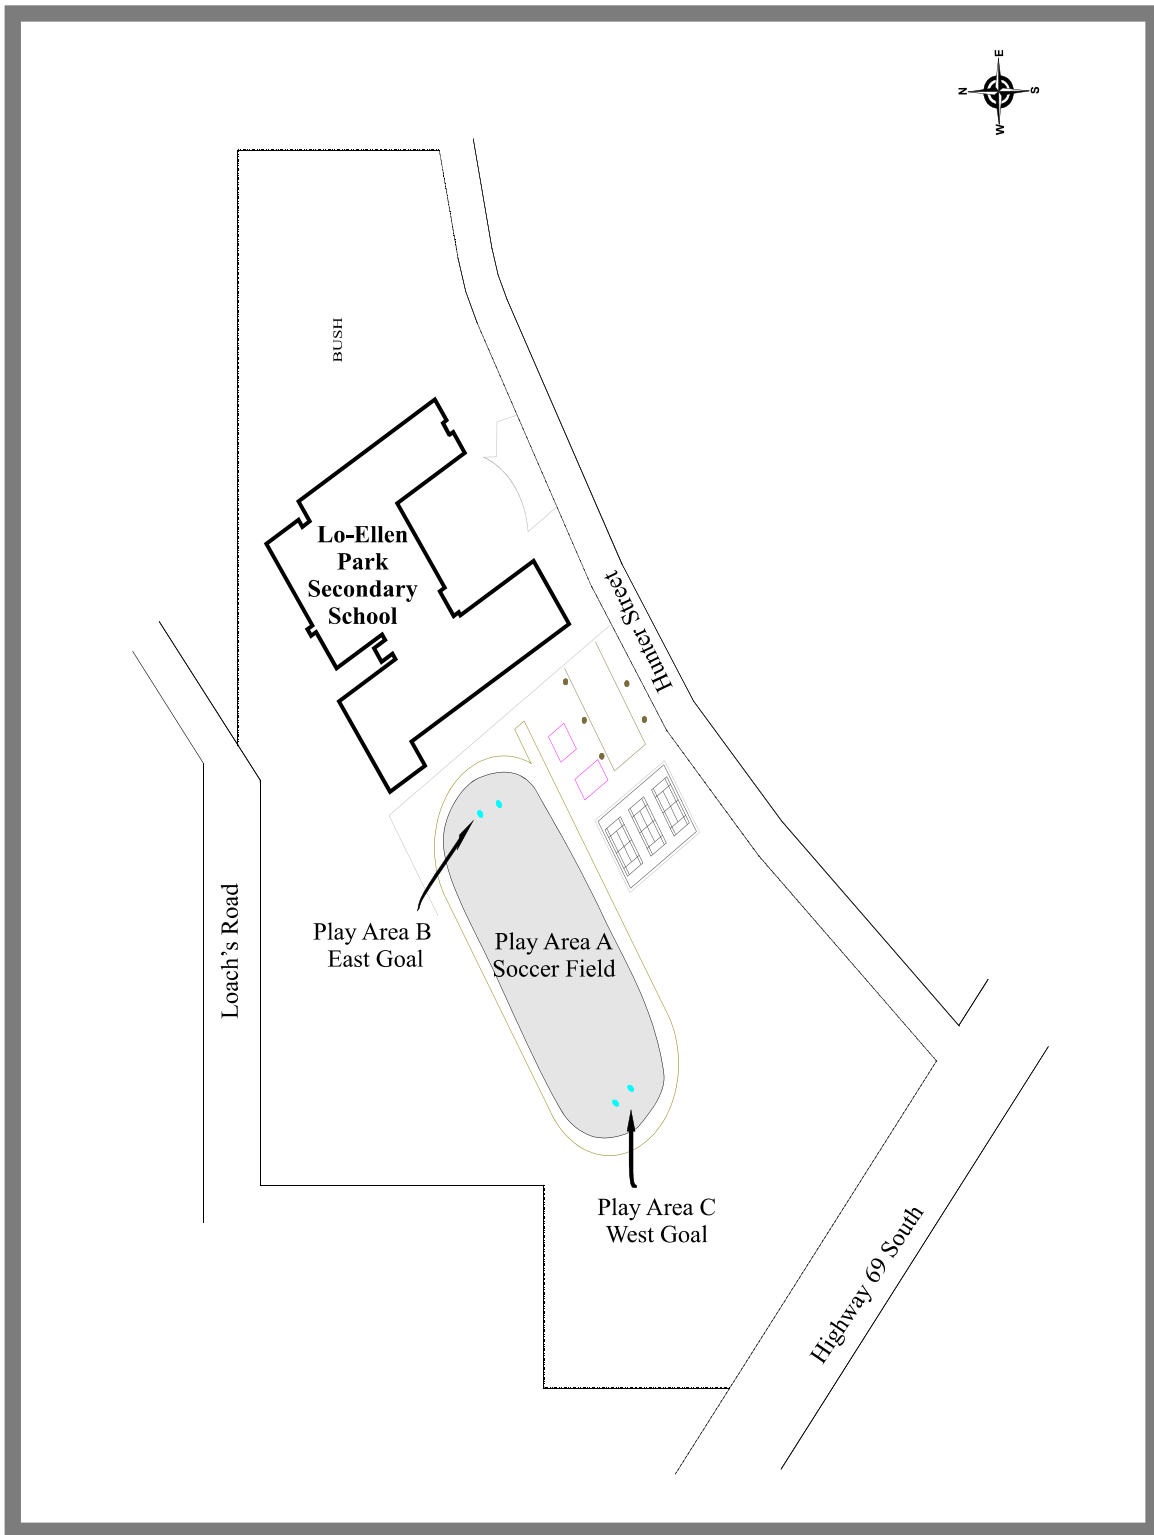 E
N
S
W
BUSH
Lo-Ellen
Park
Secondary
School
Hunter Street
Loach's Road
Play Area B
East Goal
Play Area A
Soccer Field
Play Area C
West Goal
Highway 69 South